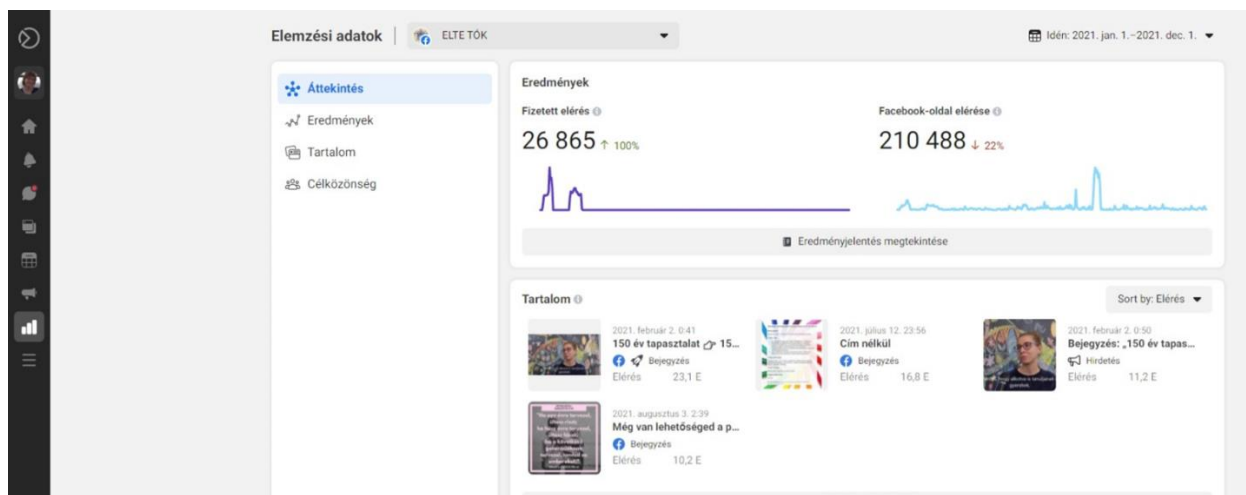 Elemzési adatok
ELTE TÓK
Idén: 2021. jan. 1.–2021. dec. 1.
Áttekintés
Eredmények
Tartalom
Célközönség
Eredmények
Fizetett elérés
26 865 ↑ 100%
Facebook-oldal elérése
210 488 ↓ 22%
Eredményjelentés megtekintése
Tartalom
Sort by: Elérés
2021. február 2. 0:41
150 év tapasztalat 👉 15...
Bejegyzés
Elérés 23,1 E
2021. július 12. 23:56
Cím nélkül
Bejegyzés
Elérés 16,8 E
2021. február 2. 0:50
Bejegyzés: „150 év tapas...
Hirdetés
Elérés 11,2 E
2021. augusztus 3. 2:39
Még van lehetőséged a p...
Bejegyzés
Elérés 10,2 E